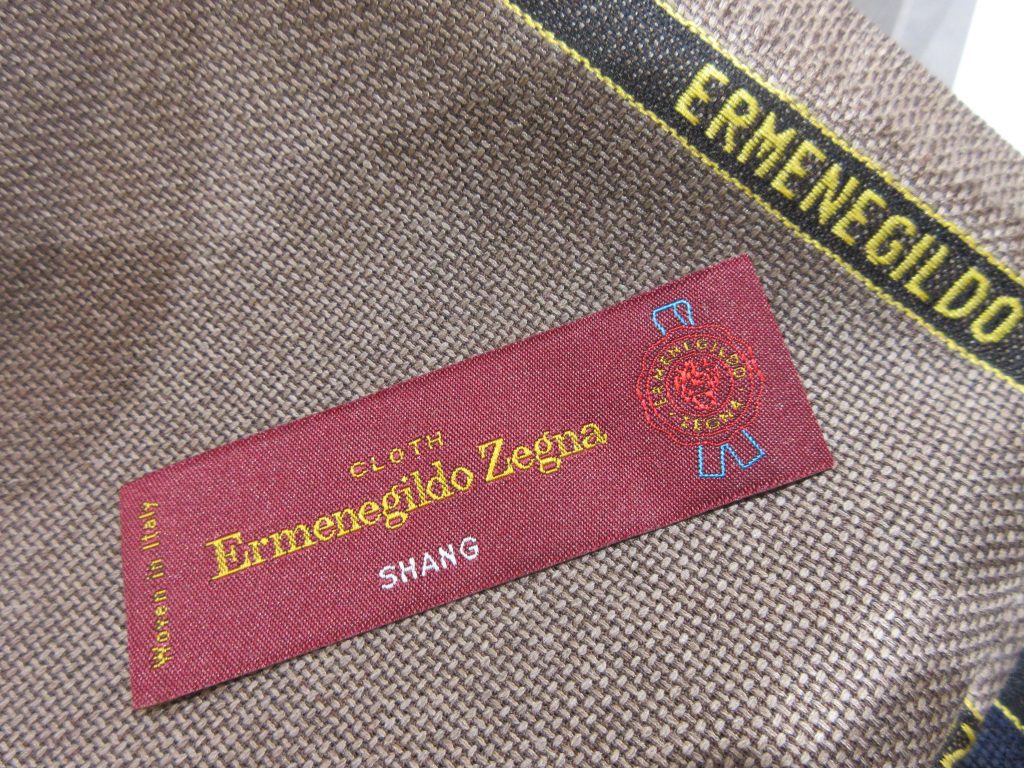 ERMENEGILDO
CLOTH
Ermenegildo Zegna
SHANG
Woven in Italy
ERMENEGILDO
ZEGNA